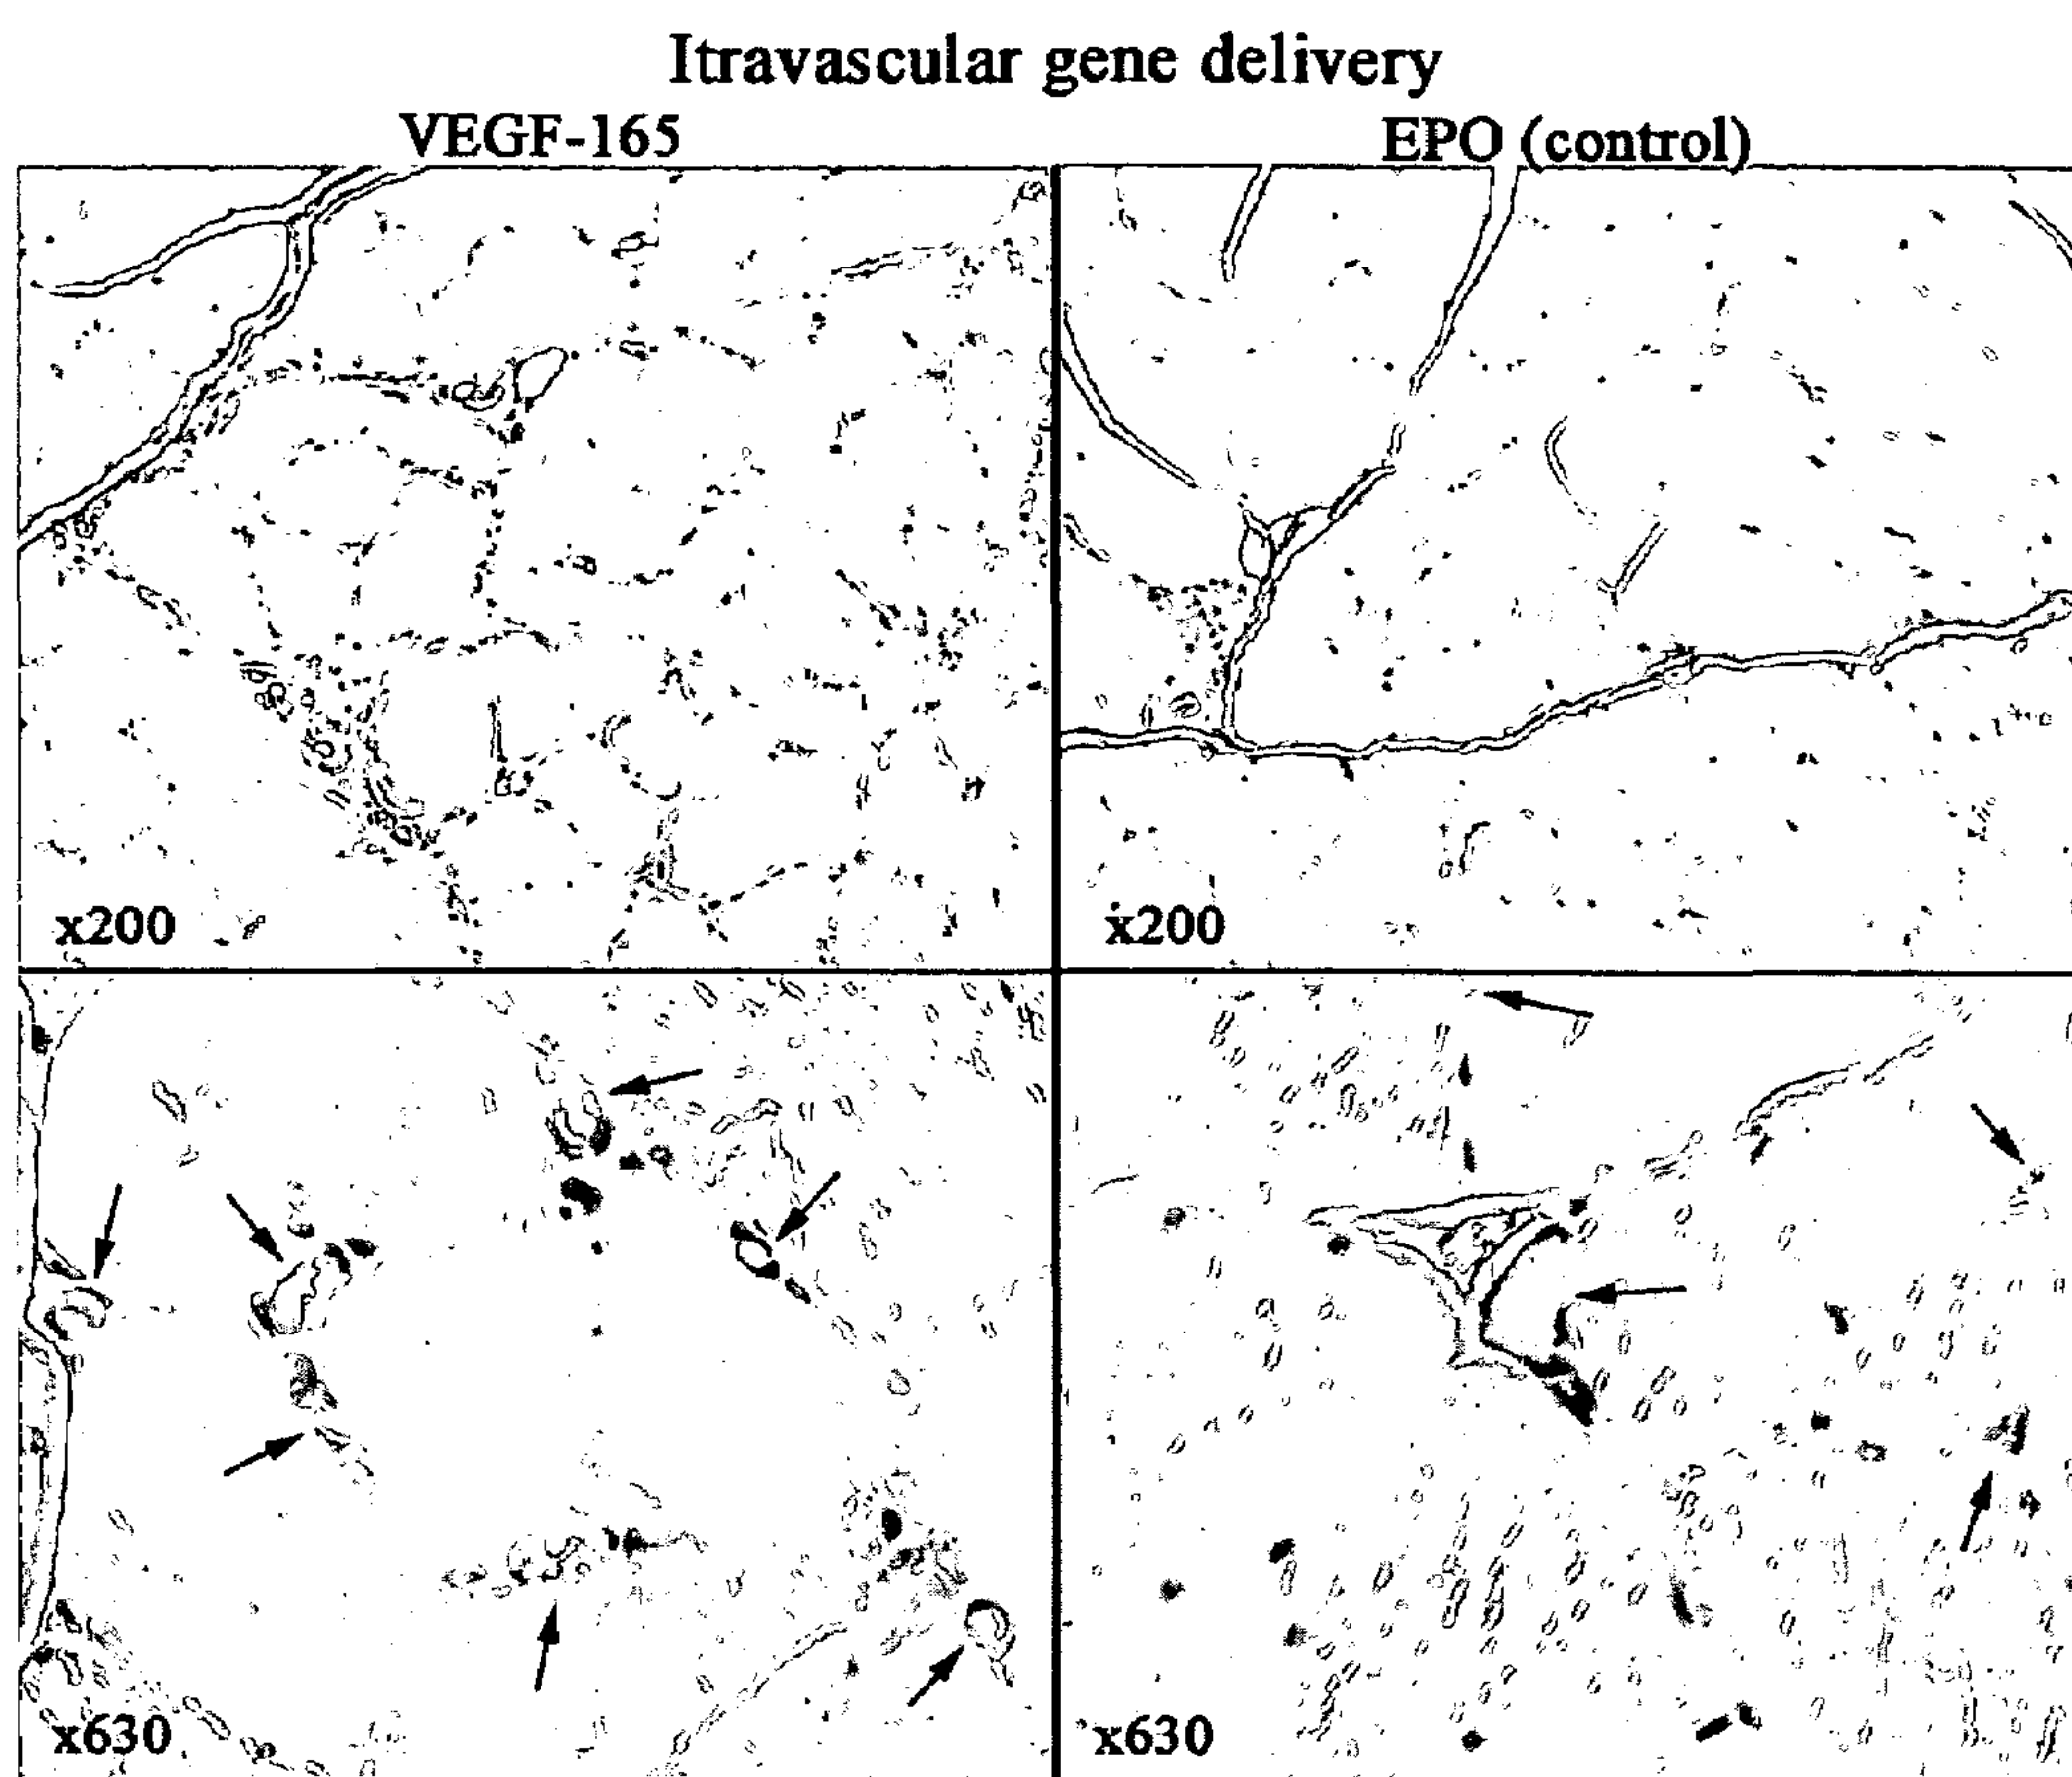 Itravascular gene delivery
VEGF-165
EPO (control)
x200
x200
x630
x630